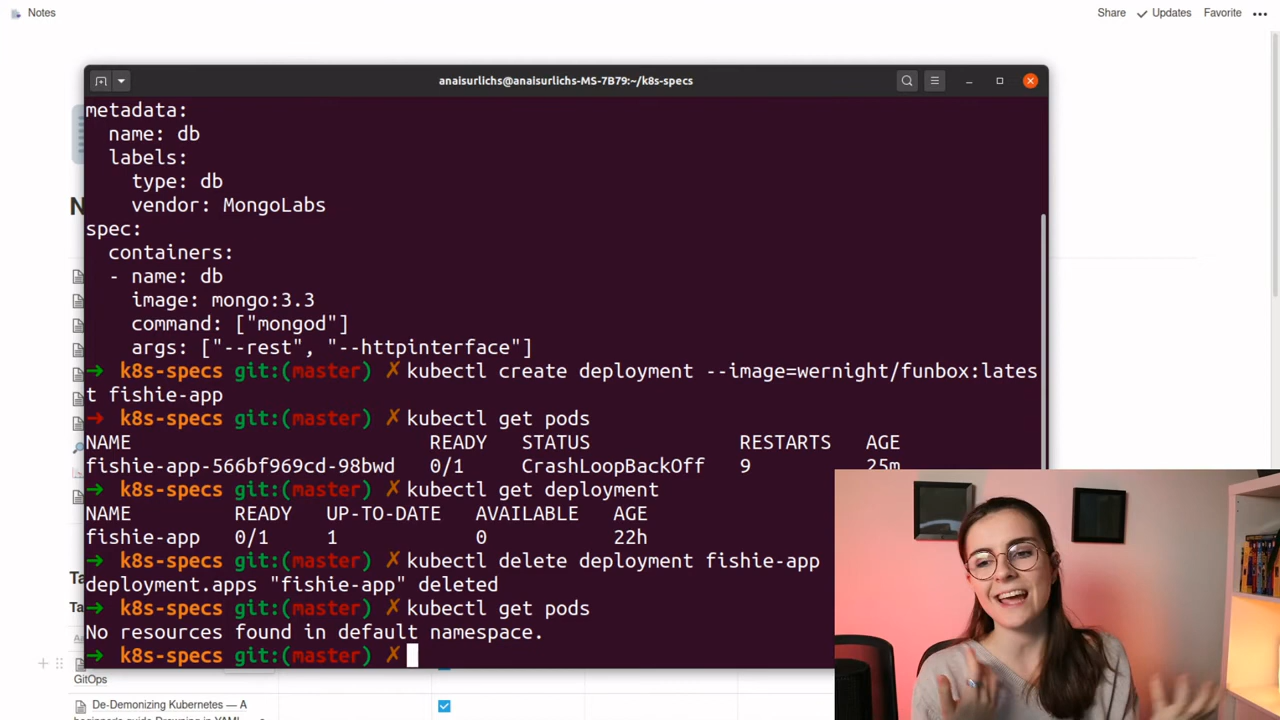 Notes
Share
Updates
Favorite
anaisurlichs@anaisurlichs-MS-7B79:~/k8s-specs
metadata:
  name: db
  labels:
    type: db
    vendor: MongoLabs
spec:
  containers:
  - name: db
    image: mongo:3.3
    command: ["mongod"]
    args: ["--rest", "--httpinterface"]
➜  k8s-specs git:(master) ✗ kubectl create deployment --image=wernight/funbox:lates
t fishie-app
➜  k8s-specs git:(master) ✗ kubectl get pods
NAME READY STATUS RESTARTS AGE
fishie-app-566bf969cd-98bwd 0/1 CrashLoopBackOff 9 25m
➜  k8s-specs git:(master) ✗ kubectl get deployment
NAME READY UP-TO-DATE AVAILABLE AGE
fishie-app 0/1 1 0 22h
➜  k8s-specs git:(master) ✗ kubectl delete deployment fishie-app
deployment.apps "fishie-app" deleted
➜  k8s-specs git:(master) ✗ kubectl get pods
No resources found in default namespace.
➜  k8s-specs git:(master) ✗
GitOps
De-Demonizing Kubernetes — A